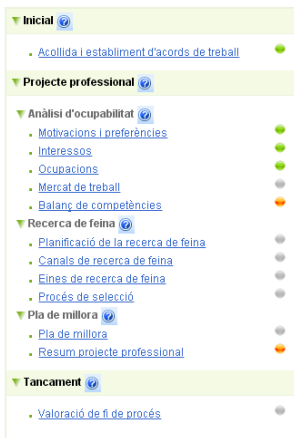 Inicial
Acollida i establiment d'acords de treball
Projecte professional
Anàlisi d'ocupabilitat
Motivacions i preferències
Interessos
Ocupacions
Mercat de treball
Balanç de competències
Recerca de feina
Planificació de la recerca de feina
Canals de recerca de feina
Eines de recerca de feina
Procés de selecció
Pla de millora
Pla de millora
Resum projecte professional
Tancament
Valoració de fi de procés